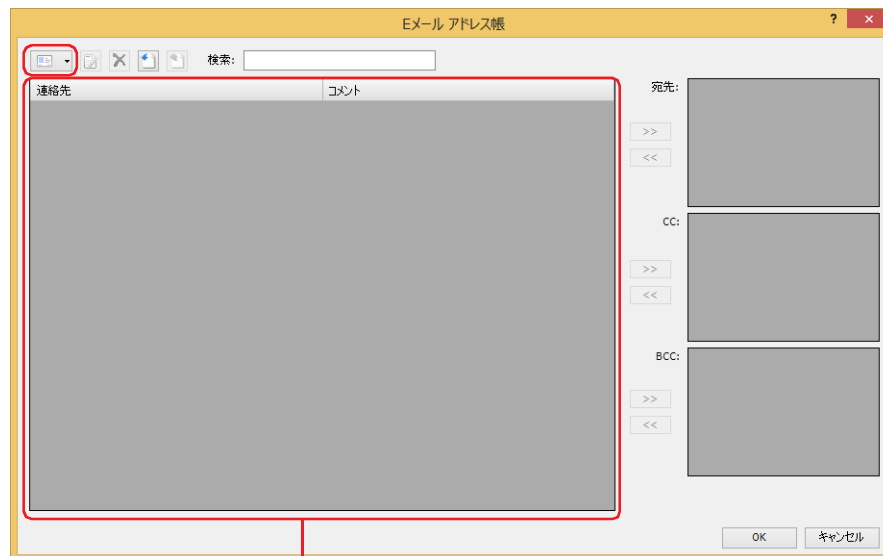 Eメール アドレス帳
? ×
検索:
連絡先 コメント
宛先:
>>
<<
CC:
>>
<<
BCC:
>>
<<
OK キャンセル